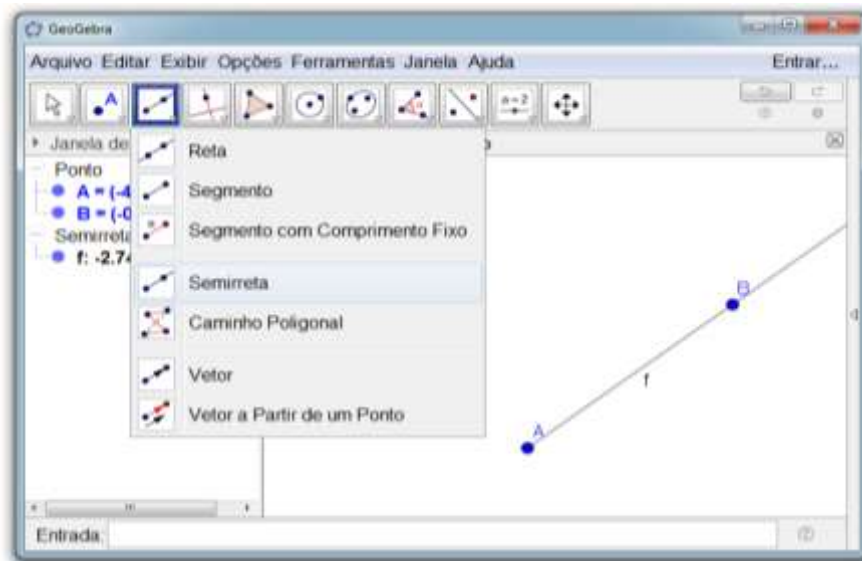 GeoGebra
Arquivo Editar Exibir Opções Ferramentas Janela Ajuda Entrar...
A
a=2
Janela de
Ponto
A = (-4
B = (-0
Semirreta
f: -2.74
Reta
Segmento
Segmento com Comprimento Fixo
Semirreta
Caminho Poligonal
Vetor
Vetor a Partir de um Ponto
B
f
A
Entrada: